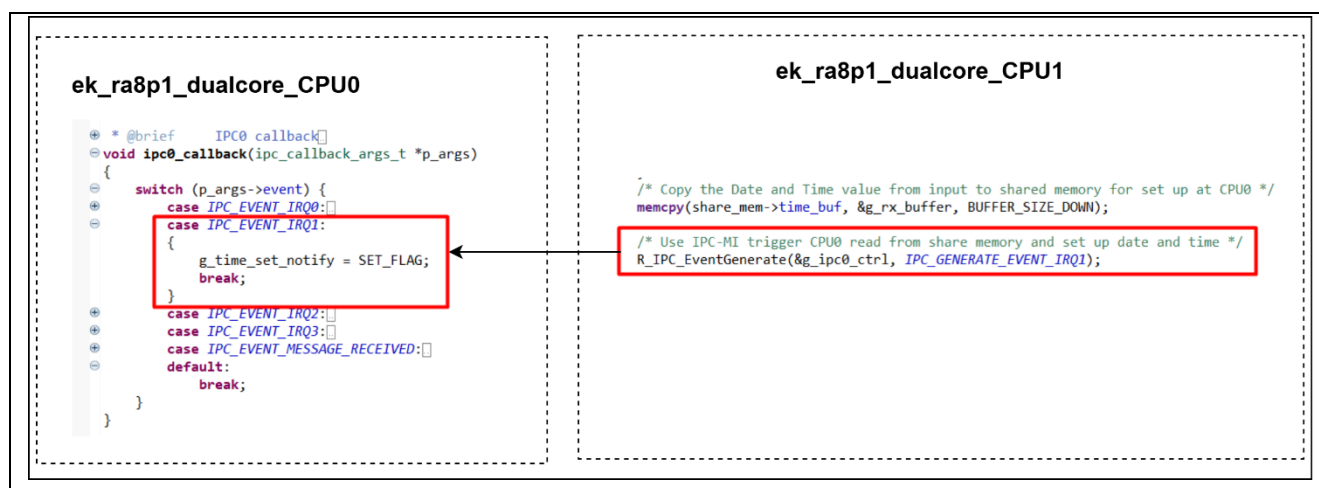 ek_ra8p1_dualcore_CPU0
* @brief IPC0 callback
void ipc0_callback(ipc_callback_args_t *p_args)
{
switch (p_args->event) {
case IPC_EVENT_IRQ0:
case IPC_EVENT_IRQ1:
{
g_time_set_notify = SET_FLAG;
break;
}
case IPC_EVENT_IRQ2:
case IPC_EVENT_IRQ3:
case IPC_EVENT_MESSAGE_RECEIVED:
default:
break;
}
}
ek_ra8p1_dualcore_CPU1
/* Copy the Date and Time value from input to shared memory for set up at CPU0 */
memcpy(share_mem->time_buf, &g_rx_buffer, BUFFER_SIZE_DOWN);
/* Use IPC-MI trigger CPU0 read from share memory and set up date and time */
R_IPC_EventGenerate(&g_ipc0_ctrl, IPC_GENERATE_EVENT_IRQ1);